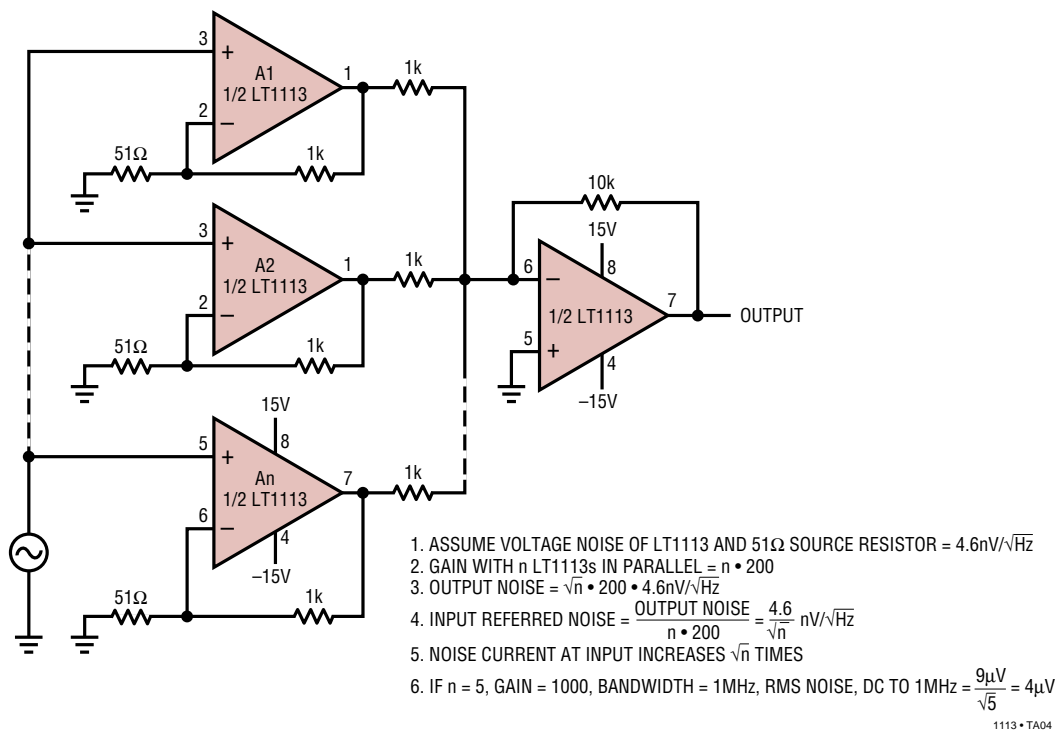 3
+
A1
1/2 LT1113
1
1k
2
–
51Ω
1k
3
+
A2
1/2 LT1113
1
1k
2
–
51Ω
1k
10k
15V
8
6
–
1/2 LT1113
7
OUTPUT
5
+
4
–15V
15V
8
5
+
An
1/2 LT1113
7
1k
6
–
4
–15V
51Ω
1k
1. ASSUME VOLTAGE NOISE OF LT1113 AND 51Ω SOURCE RESISTOR = 4.6nV/√Hz
2. GAIN WITH n LT1113s IN PARALLEL = n • 200
3. OUTPUT NOISE = √n • 200 • 4.6nV/√Hz
4. INPUT REFERRED NOISE = OUTPUT NOISE / n • 200 = 4.6 / √n nV/√Hz
5. NOISE CURRENT AT INPUT INCREASES √n TIMES
6. IF n = 5, GAIN = 1000, BANDWIDTH = 1MHz, RMS NOISE, DC TO 1MHz = 9µV / √5 = 4µV
1113 • TA04